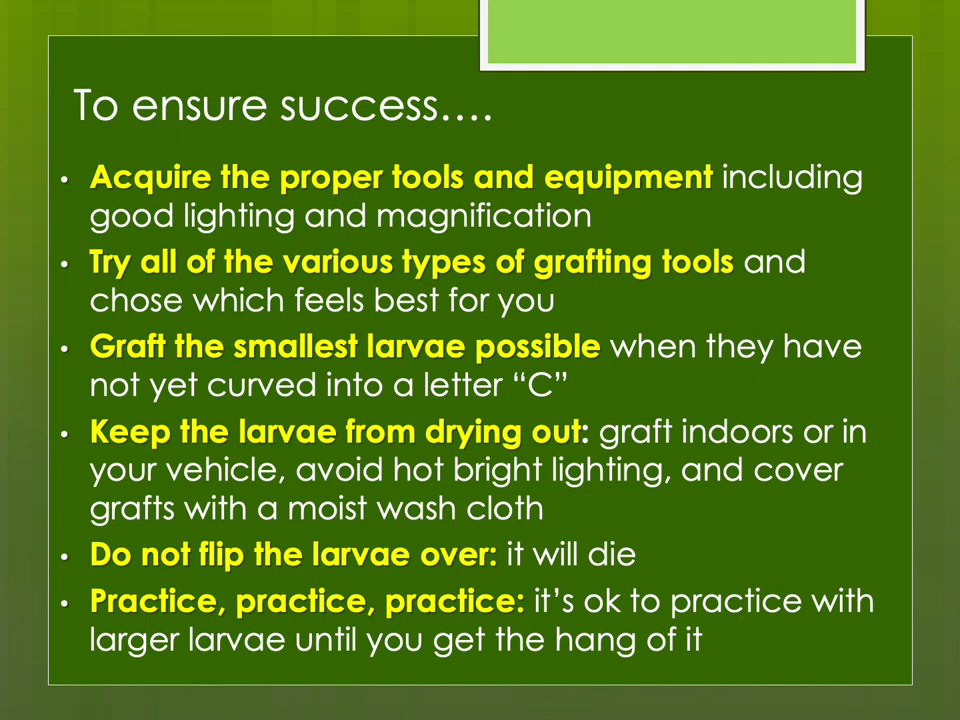 To ensure success….
• Acquire the proper tools and equipment including
good lighting and magnification
• Try all of the various types of grafting tools and
chose which feels best for you
• Graft the smallest larvae possible when they have
not yet curved into a letter “C”
• Keep the larvae from drying out: graft indoors or in
your vehicle, avoid hot bright lighting, and cover
grafts with a moist wash cloth
• Do not flip the larvae over: it will die
• Practice, practice, practice: it’s ok to practice with
larger larvae until you get the hang of it